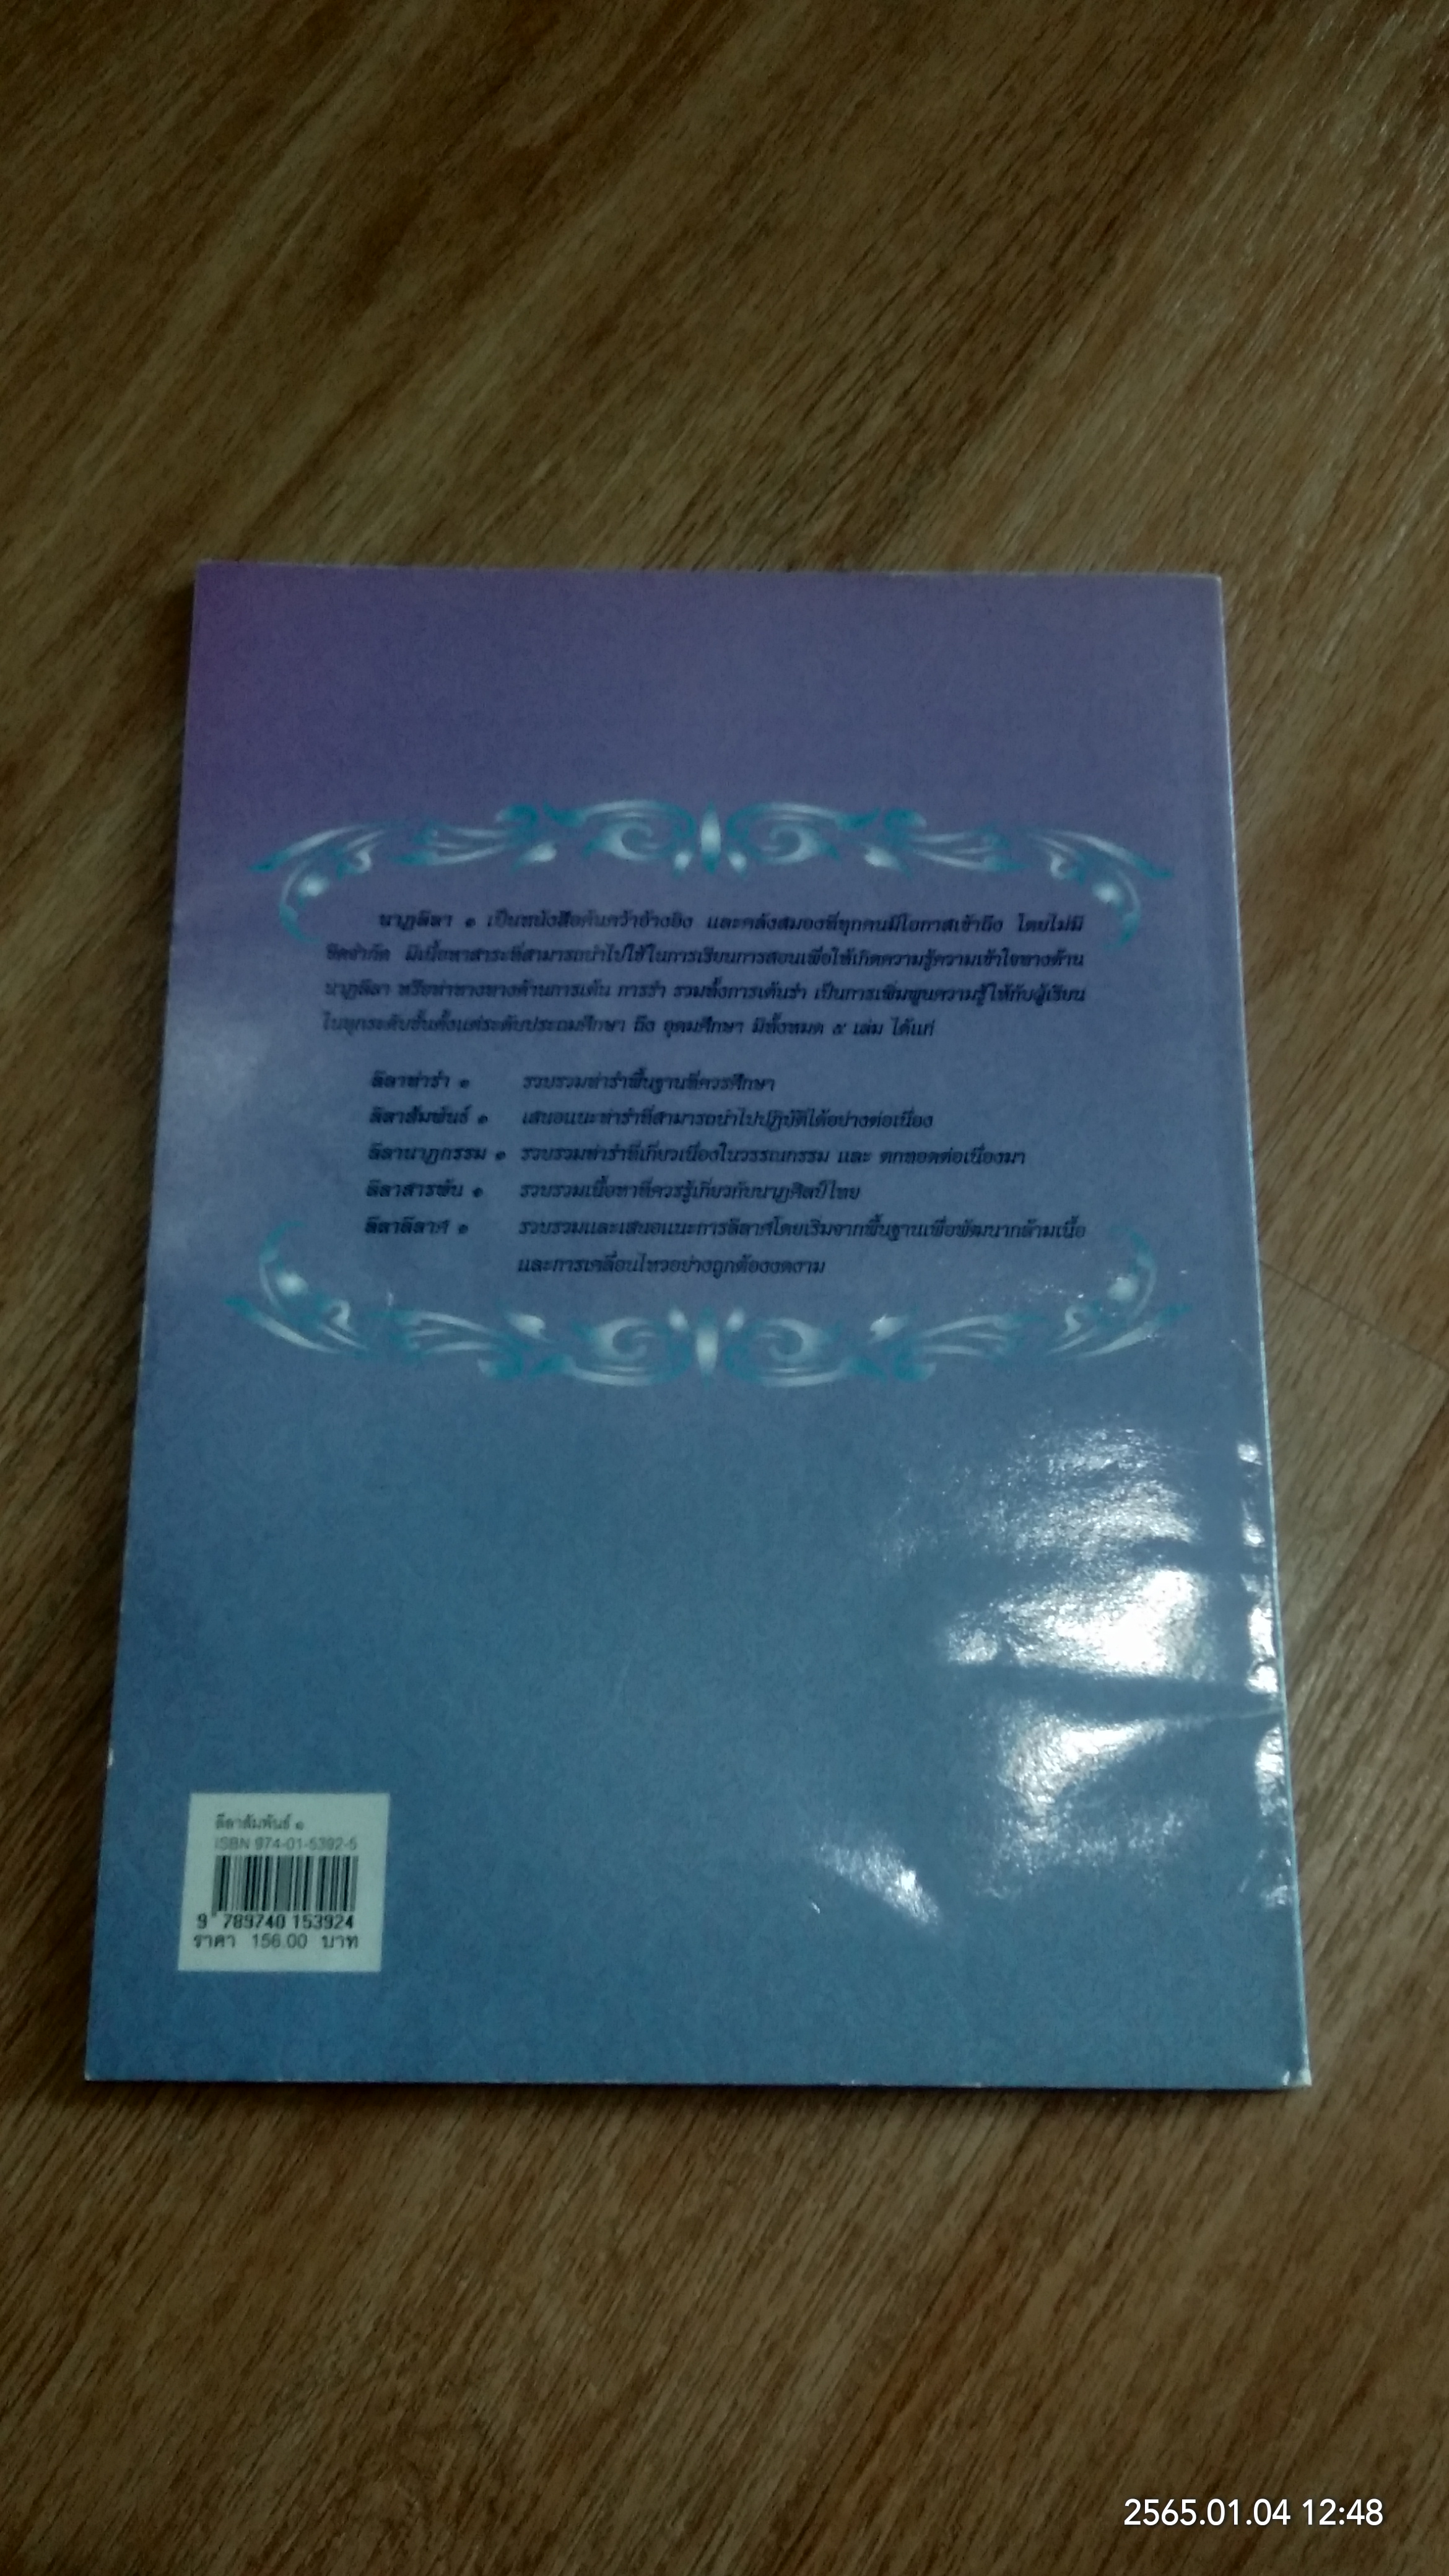 นาฏลีลา ๑ เป็นหนังสือค้นคว้าอ้างอิง และคลังสมองที่ทุกคนมีโอกาสเข้าถึง โดยไม่มี
ขีดจำกัด มีเนื้อหาสาระที่สามารถนำไปใช้ในการเรียนการสอนเพื่อให้เกิดความรู้ความเข้าใจทางด้าน
นาฏลีลา หรือท่าทางทางด้านการเต้น การรำ รวมทั้งการเต้นรำ เป็นการเพิ่มพูนความรู้ให้กับผู้เรียน
ในทุกระดับชั้นตั้งแต่ระดับประถมศึกษา ถึง อุดมศึกษา มีทั้งหมด ๕ เล่ม ได้แก่
ลีลาท่ารำ ๑ รวบรวมท่ารำพื้นฐานที่ควรศึกษา
ลีลาสัมพันธ์ ๑ เสนอแนะท่ารำที่สามารถนำไปปฏิบัติได้อย่างต่อเนื่อง
ลีลานาฏกรรม ๑ รวบรวมท่ารำที่เกี่ยวเนื่องในวรรณกรรม และ ตกทอดต่อเนื่องมา
ลีลาสารพัน ๑ รวบรวมเนื้อหาที่ควรรู้เกี่ยวกับนาฏศิลป์ไทย
ลีลาลีลาศ ๑ รวบรวมและเสนอแนะการลีลาศโดยเริ่มจากพื้นฐานเพื่อพัฒนากล้ามเนื้อ
และการเคลื่อนไหวอย่างถูกต้องงดงาม
ลีลาสัมพันธ์ ๑
ISBN 974-01-5392-5
9 789740 153924
ราคา 156.00 บาท
2565.01.04 12:48